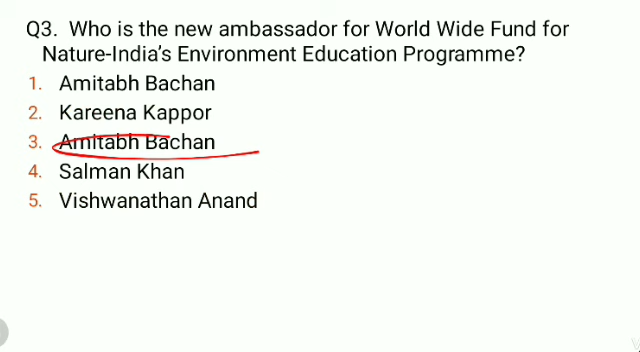 Q3. Who is the new ambassador for World Wide Fund for
Nature-India's Environment Education Programme?
1. Amitabh Bachan
2. Kareena Kappor
3. Amitabh Bachan
4. Salman Khan
5. Vishwanathan Anand